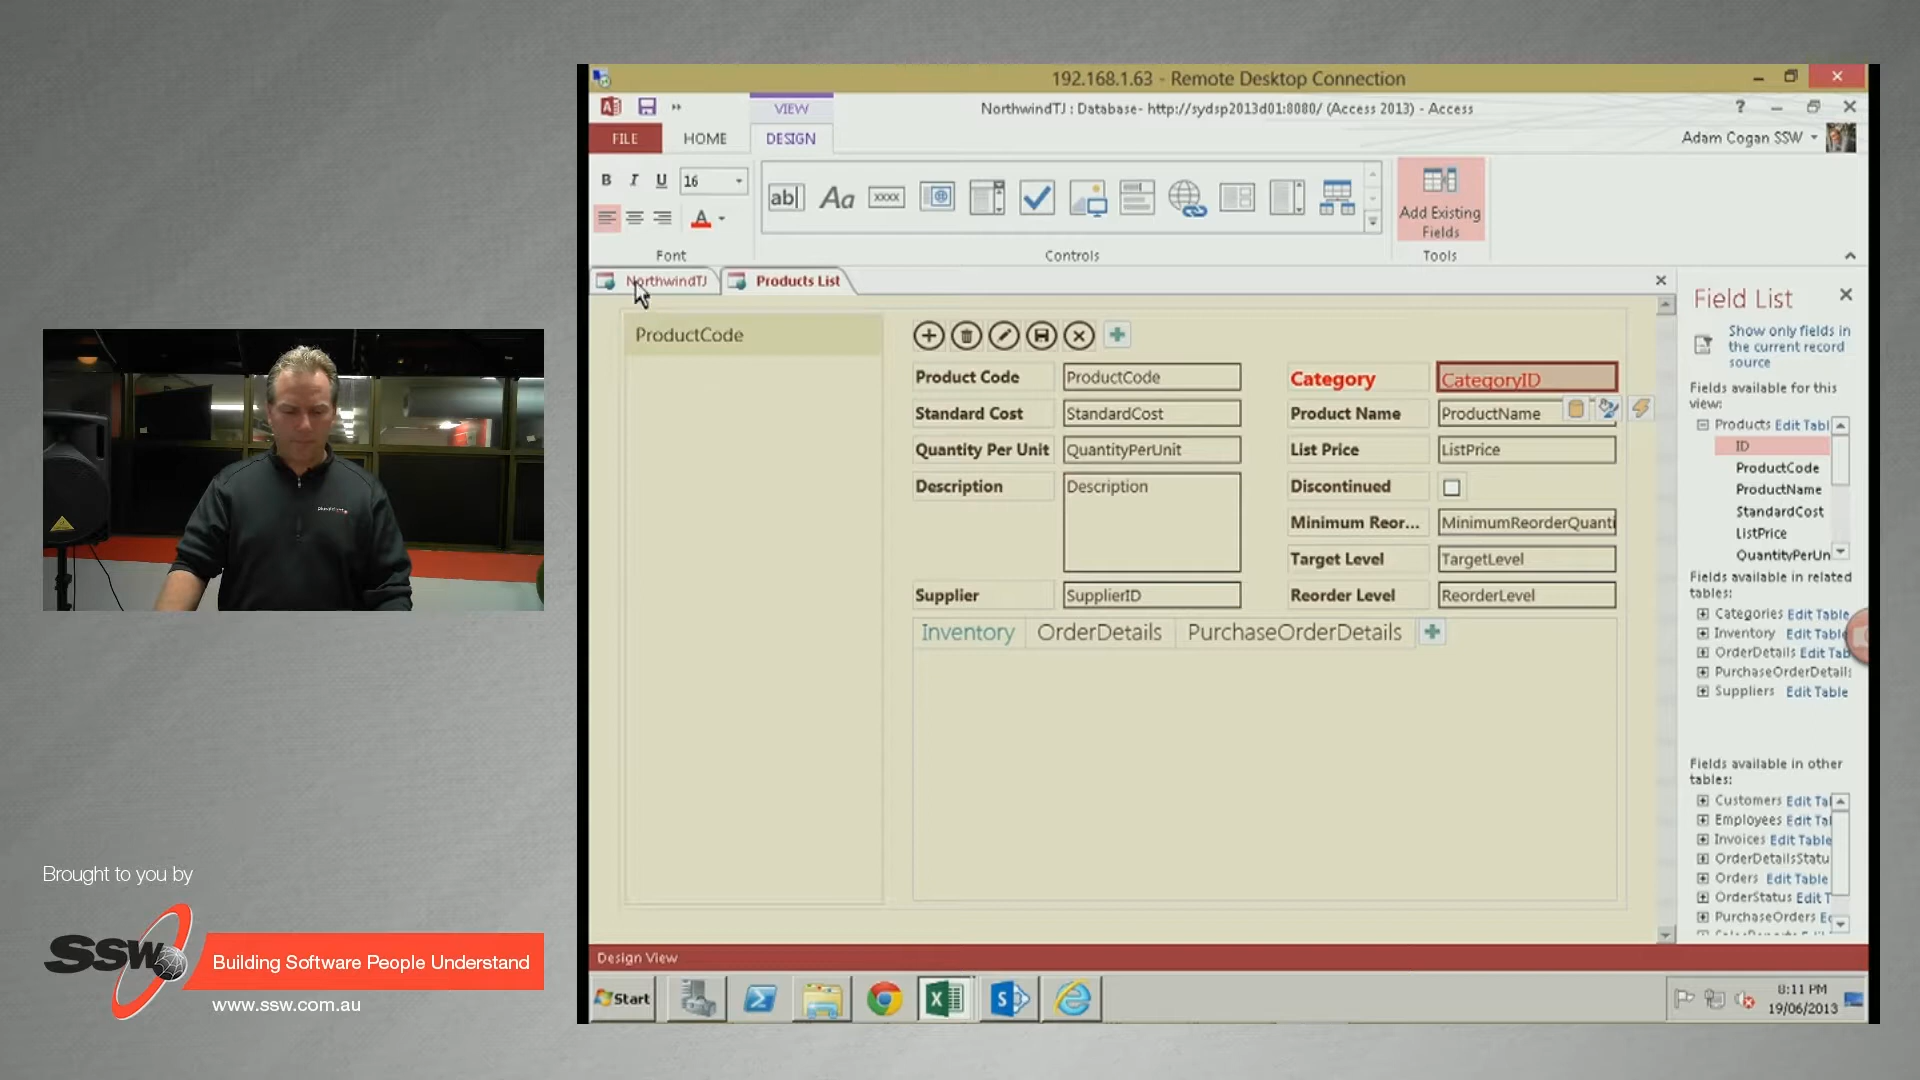 192.168.1.63 - Remote Desktop Connection
VIEW
NorthwindTJ : Database- http://sydsp2013d01:8080/ (Access 2013) - Access
FILE
HOME
DESIGN
Adam Cogan SSW
B I U 16
ab|
Aa
xxxx
A
Add Existing
Fields
Font
Controls
Tools
NorthwindTJ
Products List
Field List
Show only fields in
the current record
source
Fields available for this
view:
Products Edit Tabl
ID
ProductCode
ProductName
StandardCost
ListPrice
QuantityPerUn
Fields available in related
tables:
Categories Edit Table
Inventory Edit Table
OrderDetails Edit Tab
PurchaseOrderDetails
Suppliers Edit Table
Fields available in other
tables:
Customers Edit Tal
Employees Edit Tal
Invoices Edit Table
OrderDetailsStatu
Orders Edit Table
OrderStatus Edit T
PurchaseOrders Ec
ProductCode
Product Code
ProductCode
Category
CategoryID
Standard Cost
StandardCost
Product Name
ProductName
Quantity Per Unit
QuantityPerUnit
List Price
ListPrice
Description
Description
Discontinued
Minimum Reor...
MinimumReorderQuanti
Target Level
TargetLevel
Supplier
SupplierID
Reorder Level
ReorderLevel
Inventory
OrderDetails
PurchaseOrderDetails
Design View
Start
8:11 PM
19/06/2013
Brought to you by
SSW
Building Software People Understand
www.ssw.com.au